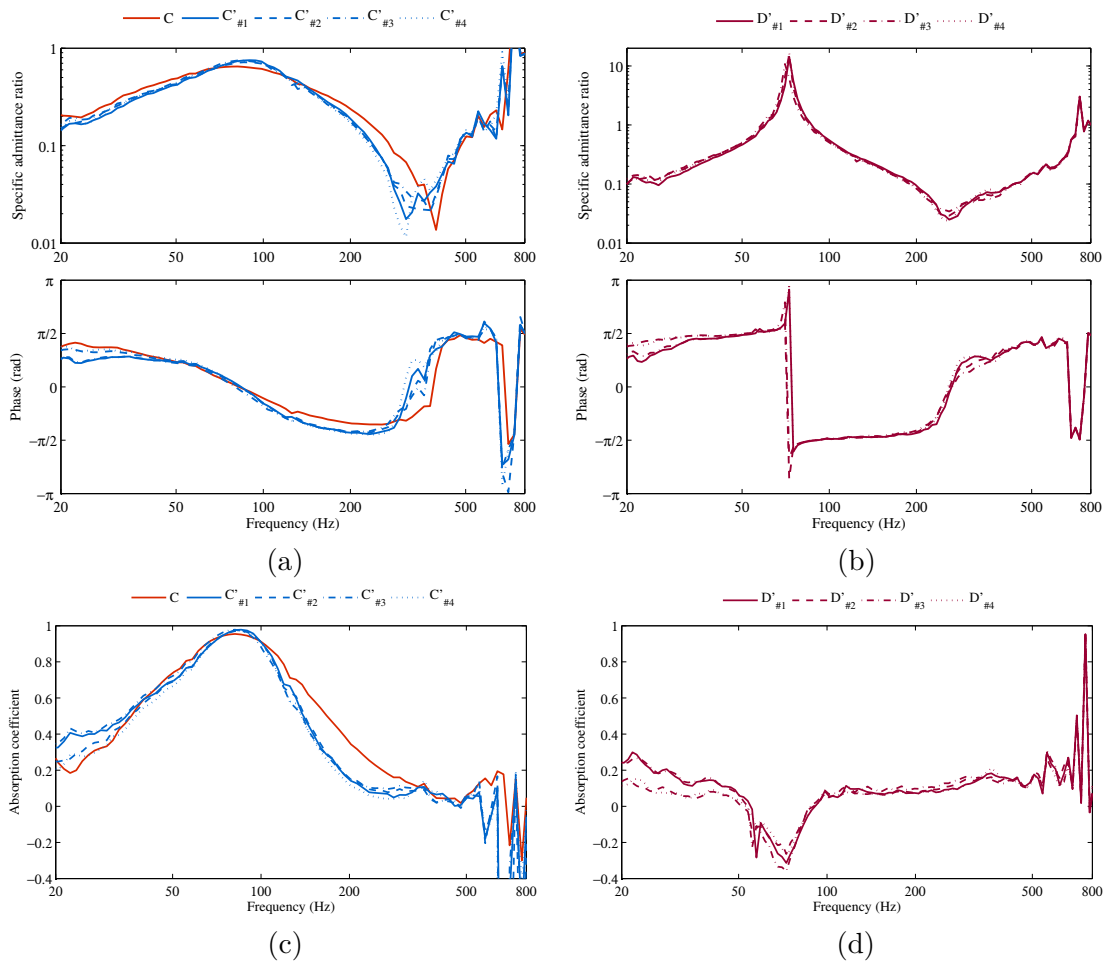 C C'#1 C'#2 C'#3 C'#4
1
0.1
0.01
Specific admittance ratio
20 50 100 200 500 800
π
π/2
0
−π/2
−π
Phase (rad)
20 50 100 200 500 800
Frequency (Hz)
(a)
D'#1 D'#2 D'#3 D'#4
10
1
0.1
0.01
Specific admittance ratio
20 50 100 200 500 800
π
π/2
0
−π/2
−π
Phase (rad)
20 50 100 200 500 800
Frequency (Hz)
(b)
C C'#1 C'#2 C'#3 C'#4
1
0.8
0.6
0.4
0.2
0
−0.2
−0.4
Absorption coefficient
20 50 100 200 500 800
Frequency (Hz)
(c)
D'#1 D'#2 D'#3 D'#4
1
0.8
0.6
0.4
0.2
0
−0.2
−0.4
Absorption coefficient
20 50 100 200 500 800
Frequency (Hz)
(d)